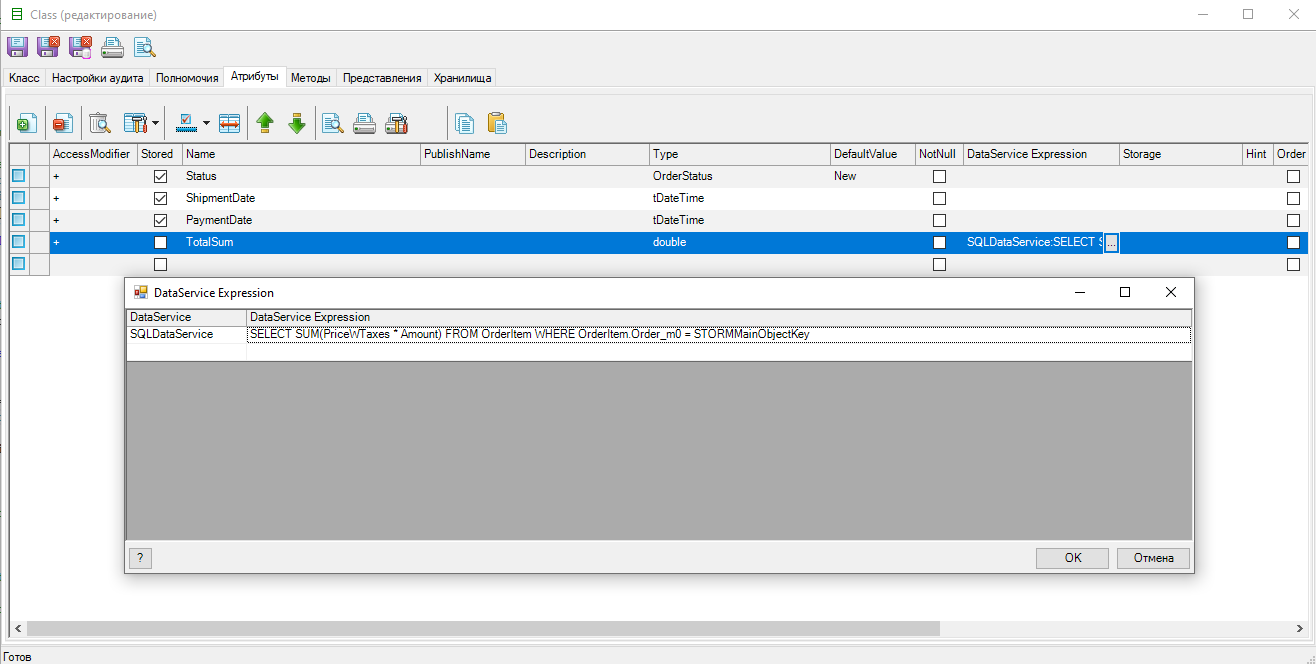 Class (редактирование)
Класс Настройки аудита Полномочия Атрибуты Методы Представления Хранилища
AccessModifier Stored Name PublishName Description Type DefaultValue NotNull DataService Expression Storage Hint Order
+ Status OrderStatus New
+ ShipmentDate tDateTime
+ PaymentDate tDateTime
+ TotalSum double SQLDataService:SELECT ...
DataService Expression
DataService DataService Expression
SQLDataService SELECT SUM(PriceWTaxes * Amount) FROM OrderItem WHERE OrderItem.Order_m0 = STORMMainObjectKey
? OK Отмена
Готов